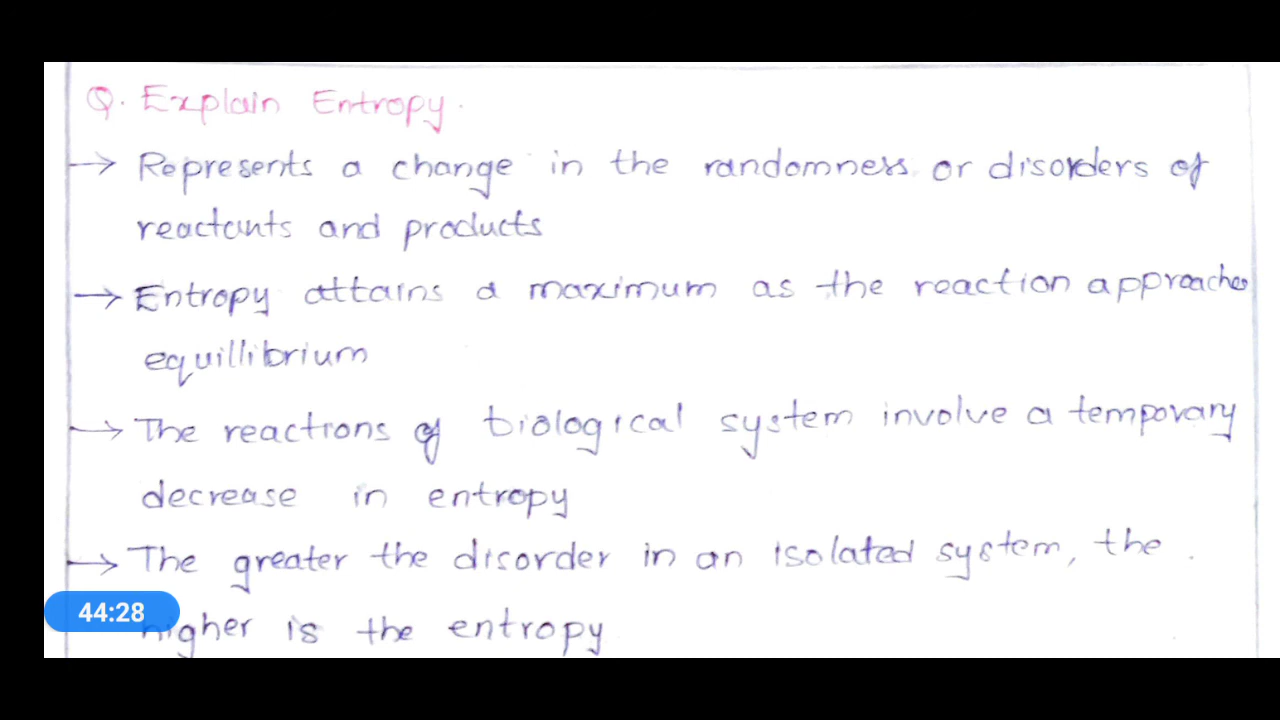 Q. Explain Entropy.
→ Represents a change in the randomness or disorders of
reactants and products
→ Entropy attains a maximum as the reaction approaches
equillibrium
→ The reactions of biological system involve a temporary
decrease in entropy
→ The greater the disorder in an isolated system, the
higher is the entropy
44:28